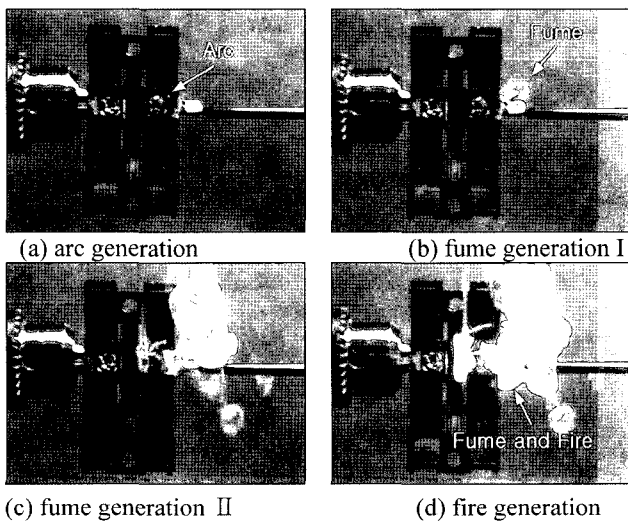 Arc
Fume
(a) arc generation
(b) fume generation I
Fume and Fire
(c) fume generation Ⅱ
(d) fire generation